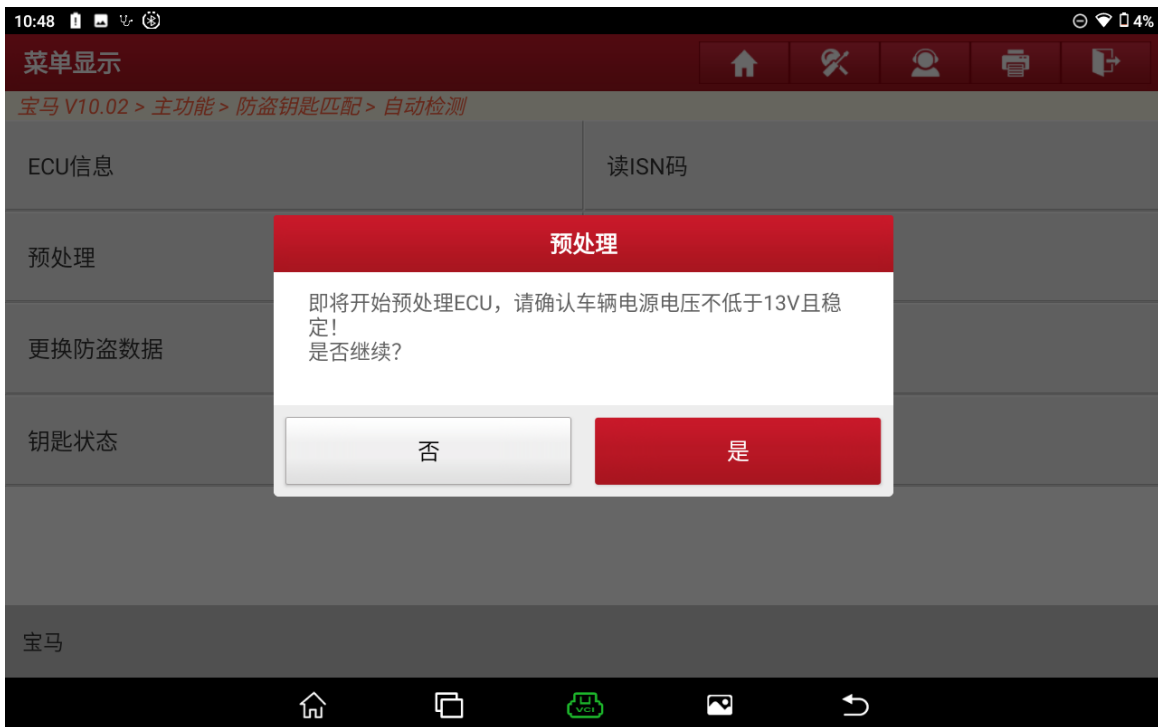 10:48
4%
菜单显示
宝马 V10.02 > 主功能 > 防盗钥匙匹配 > 自动检测
ECU信息
读ISN码
预处理
预处理
即将开始预处理ECU，请确认车辆电源电压不低于13V且稳
定！
是否继续？
更换防盗数据
钥匙状态
否
是
宝马
VCI